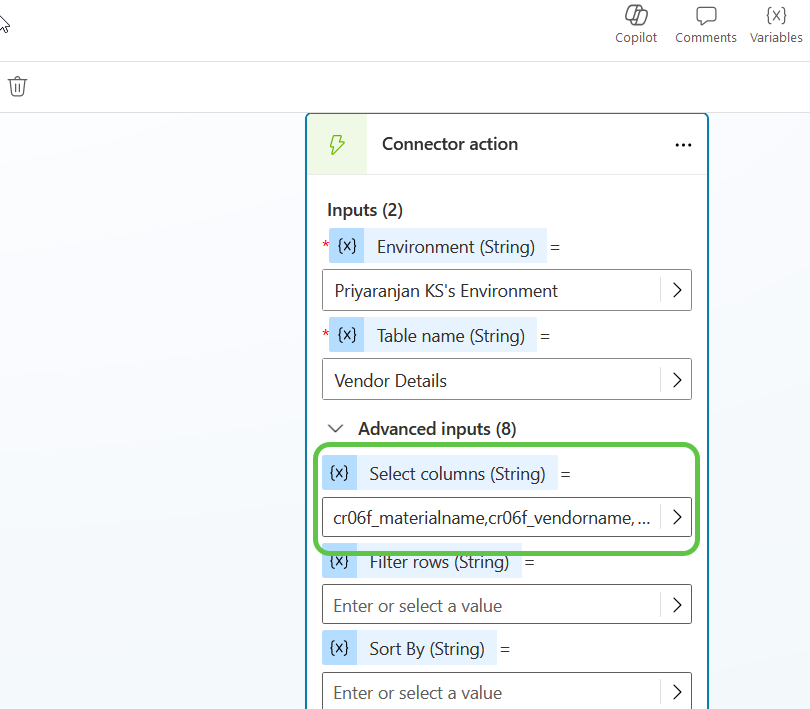 Copilot Comments Variables
Connector action
Inputs (2)
* {x} Environment (String) =
Priyaranjan KS's Environment
* {x} Table name (String) =
Vendor Details
Advanced inputs (8)
{x} Select columns (String) =
cr06f_materialname,cr06f_vendorname, ...
{x} Filter rows (String) =
Enter or select a value
{x} Sort By (String) =
Enter or select a value